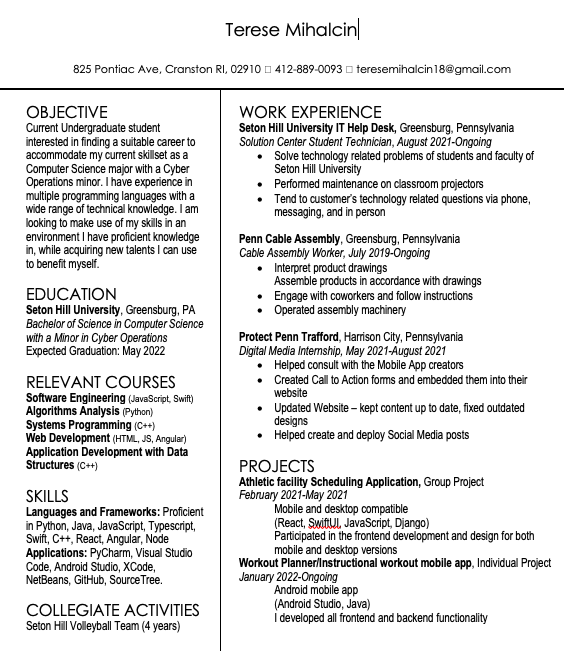 Terese Mihalcin
825 Pontiac Ave, Cranston RI, 02910 □ 412-889-0093 □ teresemihalcin18@gmail.com
OBJECTIVE
Current Undergraduate student
interested in finding a suitable career to
accommodate my current skillset as a
Computer Science major with a Cyber
Operations minor. I have experience in
multiple programming languages with a
wide range of technical knowledge. I am
looking to make use of my skills in an
environment I have proficient knowledge
in, while acquiring new talents I can use
to benefit myself.
EDUCATION
Seton Hill University, Greensburg, PA
Bachelor of Science in Computer Science
with a Minor in Cyber Operations
Expected Graduation: May 2022
RELEVANT COURSES
Software Engineering (JavaScript, Swift)
Algorithms Analysis (Python)
Systems Programming (C++)
Web Development (HTML, JS, Angular)
Application Development with Data
Structures (C++)
SKILLS
Languages and Frameworks: Proficient
in Python, Java, JavaScript, Typescript,
Swift, C++, React, Angular, Node
Applications: PyCharm, Visual Studio
Code, Android Studio, XCode,
NetBeans, GitHub, SourceTree.
COLLEGIATE ACTIVITIES
Seton Hill Volleyball Team (4 years)
WORK EXPERIENCE
Seton Hill University IT Help Desk, Greensburg, Pennsylvania
Solution Center Student Technician, August 2021-Ongoing
• Solve technology related problems of students and faculty of
Seton Hill University
• Performed maintenance on classroom projectors
• Tend to customer's technology related questions via phone,
messaging, and in person
Penn Cable Assembly, Greensburg, Pennsylvania
Cable Assembly Worker, July 2019-Ongoing
• Interpret product drawings
Assemble products in accordance with drawings
• Engage with coworkers and follow instructions
• Operated assembly machinery
Protect Penn Trafford, Harrison City, Pennsylvania
Digital Media Internship, May 2021-August 2021
• Helped consult with the Mobile App creators
• Created Call to Action forms and embedded them into their
website
• Updated Website – kept content up to date, fixed outdated
designs
• Helped create and deploy Social Media posts
PROJECTS
Athletic facility Scheduling Application, Group Project
February 2021-May 2021
Mobile and desktop compatible
(React, SwiftUI, JavaScript, Django)
Participated in the frontend development and design for both
mobile and desktop versions
Workout Planner/Instructional workout mobile app, Individual Project
January 2022-Ongoing
Android mobile app
(Android Studio, Java)
I developed all frontend and backend functionality